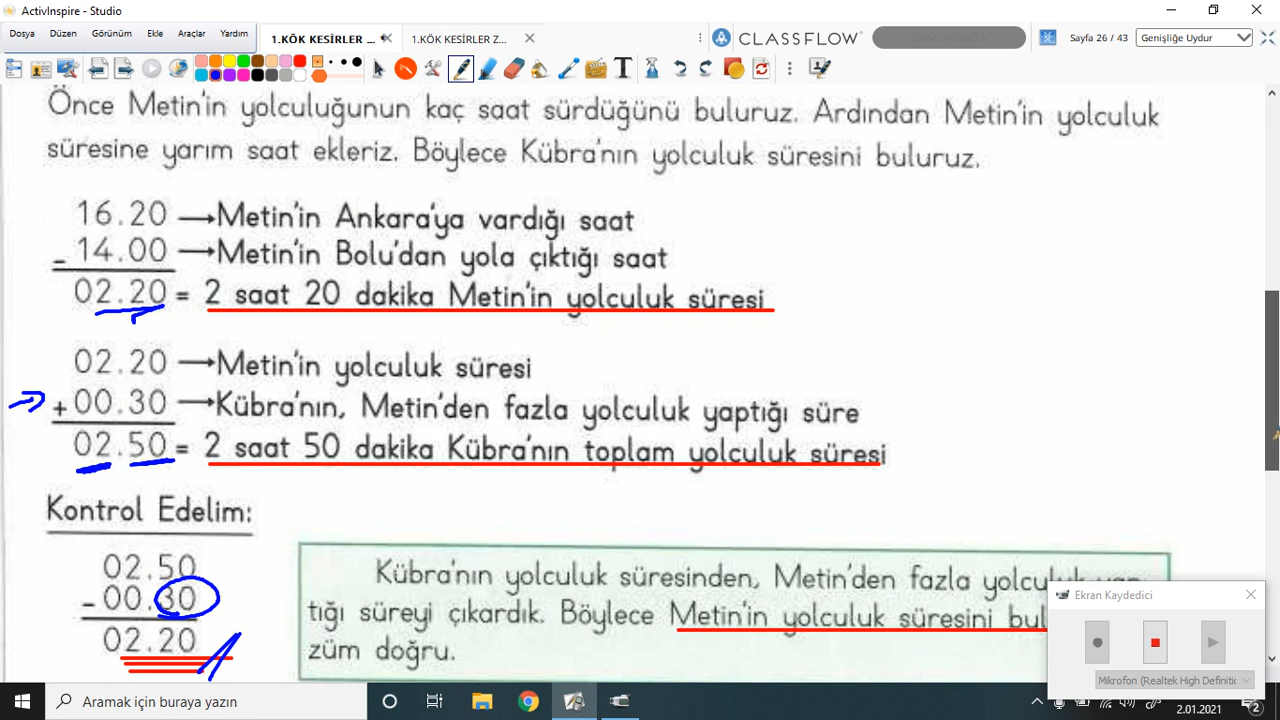 ActivInspire - Studio
Dosya Düzen Görünüm Ekle Araçlar Yardım
1.KÖK KESİRLER ...
1.KÖK KESİRLER Z...
CLASSFLOW
Sayfa 26 / 43
Genişliğe Uydur
Önce Metin'in yolculuğunun kaç saat sürdüğünü buluruz. Ardından Metin'in yolculuk
süresine yarım saat ekleriz. Böylece Kübra'nın yolculuk süresini buluruz.
16.20 →Metin'in Ankara'ya vardığı saat
- 14.00 →Metin'in Bolu'dan yola çıktığı saat
02.20 = 2 saat 20 dakika Metin'in yolculuk süresi
02.20 →Metin'in yolculuk süresi
+ 00.30 →Kübra'nın, Metin'den fazla yolculuk yaptığı süre
02.50 = 2 saat 50 dakika Kübra'nın toplam yolculuk süresi
Kontrol Edelim:
02.50
- 00.30
02.20
Kübra'nın yolculuk süresinden, Metin'den fazla yolculuk yap-
tığı süreyi çıkardık. Böylece Metin'in yolculuk süresini bul
züm doğru.
Ekran Kaydedici
Mikrofon (Realtek High Definitic
Aramak için buraya yazın
2.01.2021
2